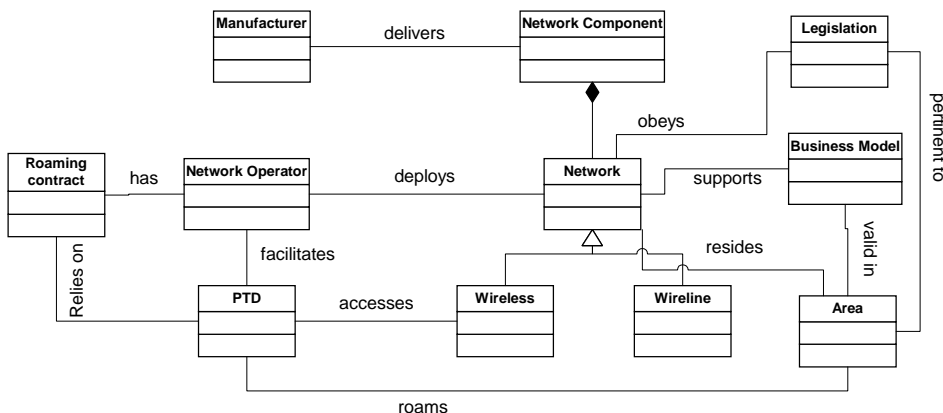 Manufacturer
delivers
Network Component
Legislation
obeys
pertinent to
Roaming
contract
has
Network Operator
deploys
Network
supports
Business Model
Relies on
facilitates
resides
valid in
PTD
accesses
Wireless
Wireline
Area
roams